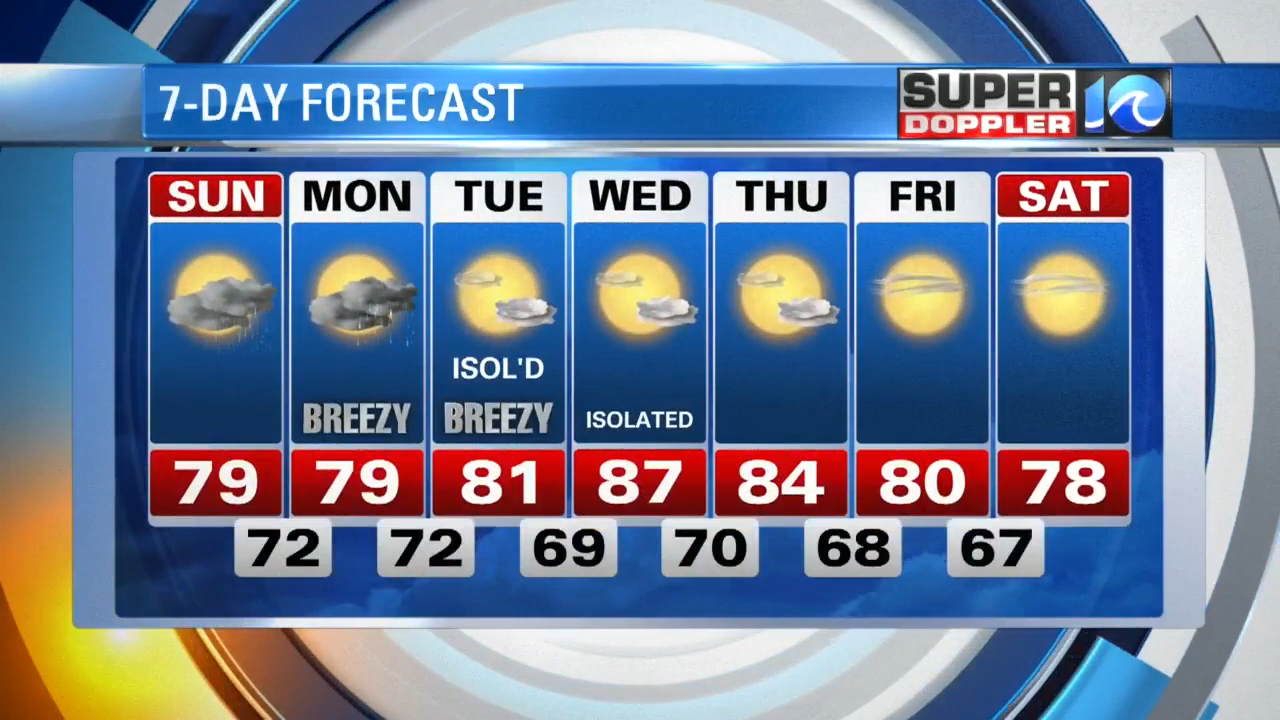 7-DAY FORECAST
SUPER
DOPPLER
10
SUN MON TUE WED THU FRI SAT
ISOL'D
BREEZY BREEZY ISOLATED
79 79 81 87 84 80 78
72 72 69 70 68 67